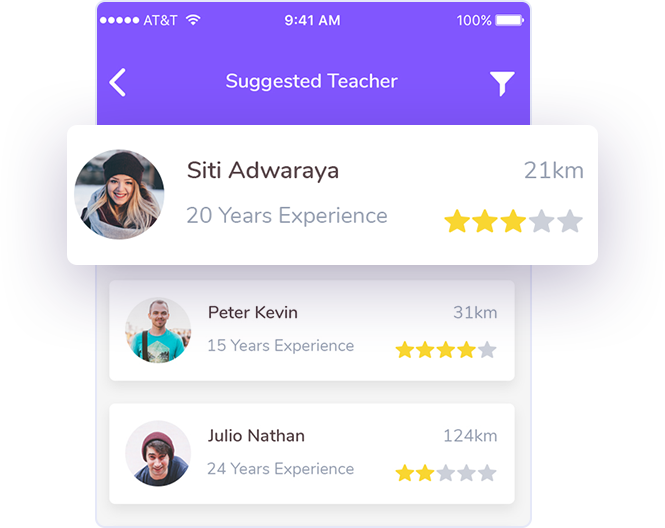 AT&T 9:41 AM 100%
Suggested Teacher
Siti Adwaraya 21km
20 Years Experience
Peter Kevin 31km
15 Years Experience
Julio Nathan 124km
24 Years Experience